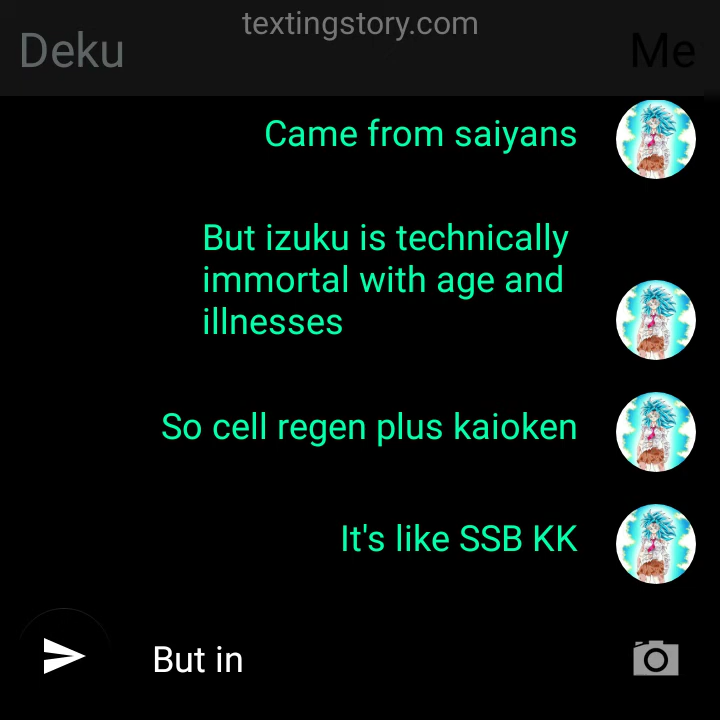 textingstory.com
Deku
Me
Came from saiyans
But izuku is technically
immortal with age and
illnesses
So cell regen plus kaioken
It's like SSB KK
But in